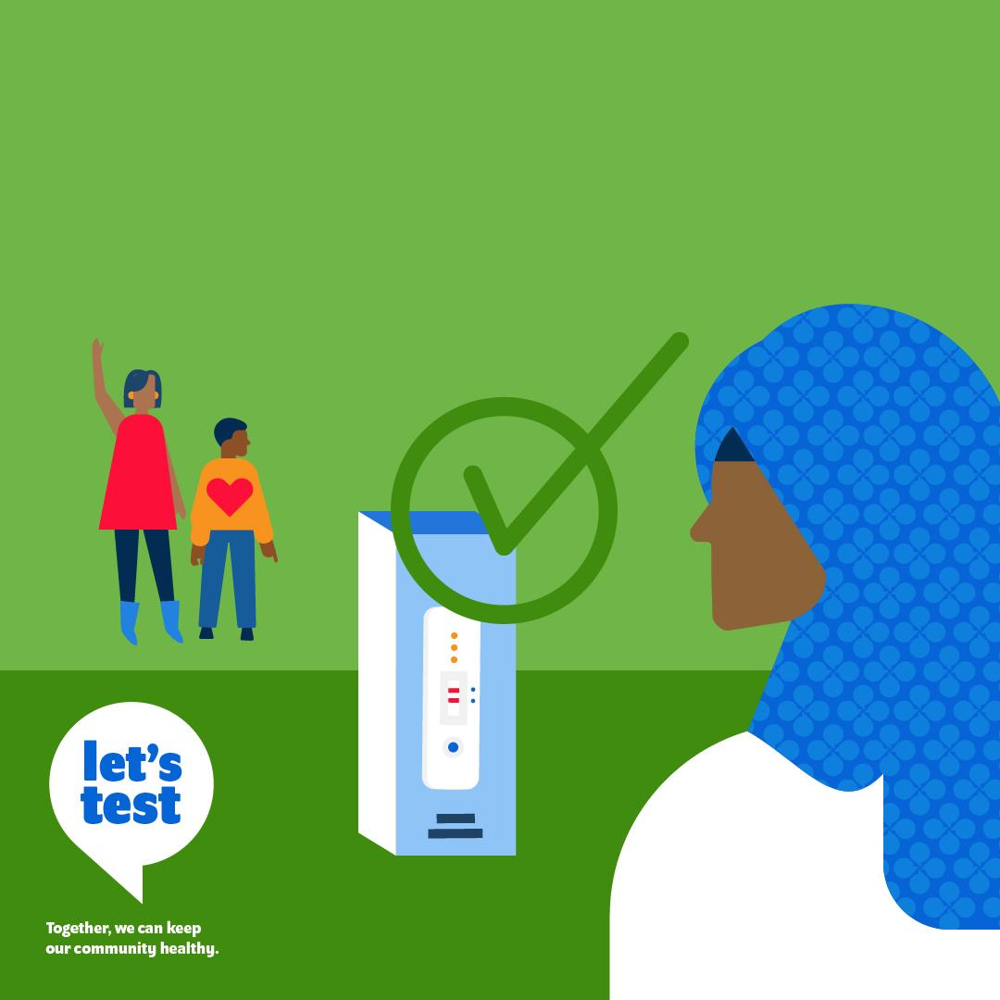 let's
test
Together, we can keep
our community healthy.